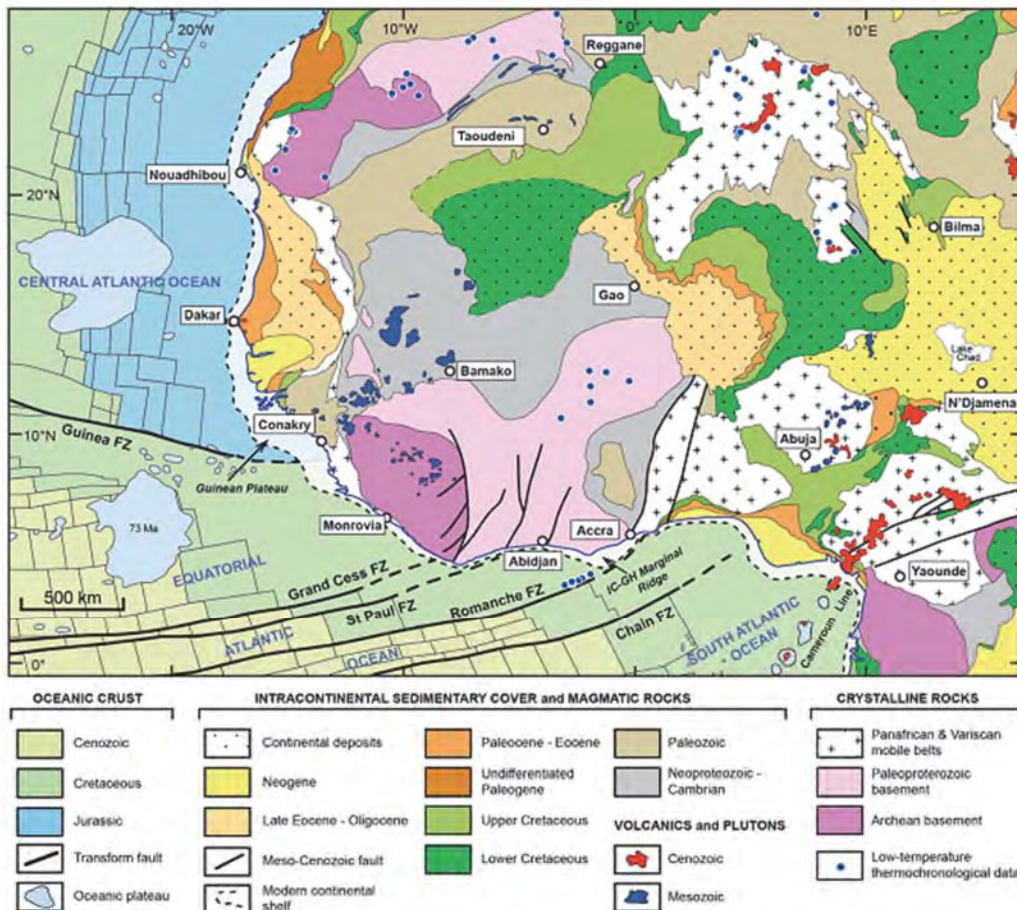 20°W
10°W
0°
10°E
Reggane
Taoudeni
Nouadhibou
20°N
Bilma
CENTRAL ATLANTIC OCEAN
Gao
Dakar
Lake
Chad
Bamako
N'Djamena
10°N
Conakry
Guinea FZ
Abuja
Guinean Plateau
73 Ma
Monrovia
Accra
Abidjan
EQUATORIAL
Grand Cess FZ
IC-GH Marginal
Ridge
Yaounde
500 km
St Paul FZ
Romanche FZ
Chain FZ
ATLANTIC
OCEAN
SOUTH ATLANTIC
OCEAN
Cameroun Line
0°
OCEANIC CRUST
Cenozoic
Cretaceous
Jurassic
Transform fault
Oceanic plateau
INTRACONTINENTAL SEDIMENTARY COVER and MAGMATIC ROCKS
Continental deposits
Neogene
Late Eocene - Oligocene
Meso-Cenozoic fault
Modern continental
shelf
Paleocene - Eocene
Undifferentiated
Paleogene
Upper Cretaceous
Lower Cretaceous
Paleozoic
Neoproteozoic -
Cambrian
VOLCANICS and PLUTONS
Cenozoic
Mesozoic
CRYSTALLINE ROCKS
Panafrican & Variscan
mobile belts
Paleoproterozoic
basement
Archean basement
Low-temperature
thermochronological data